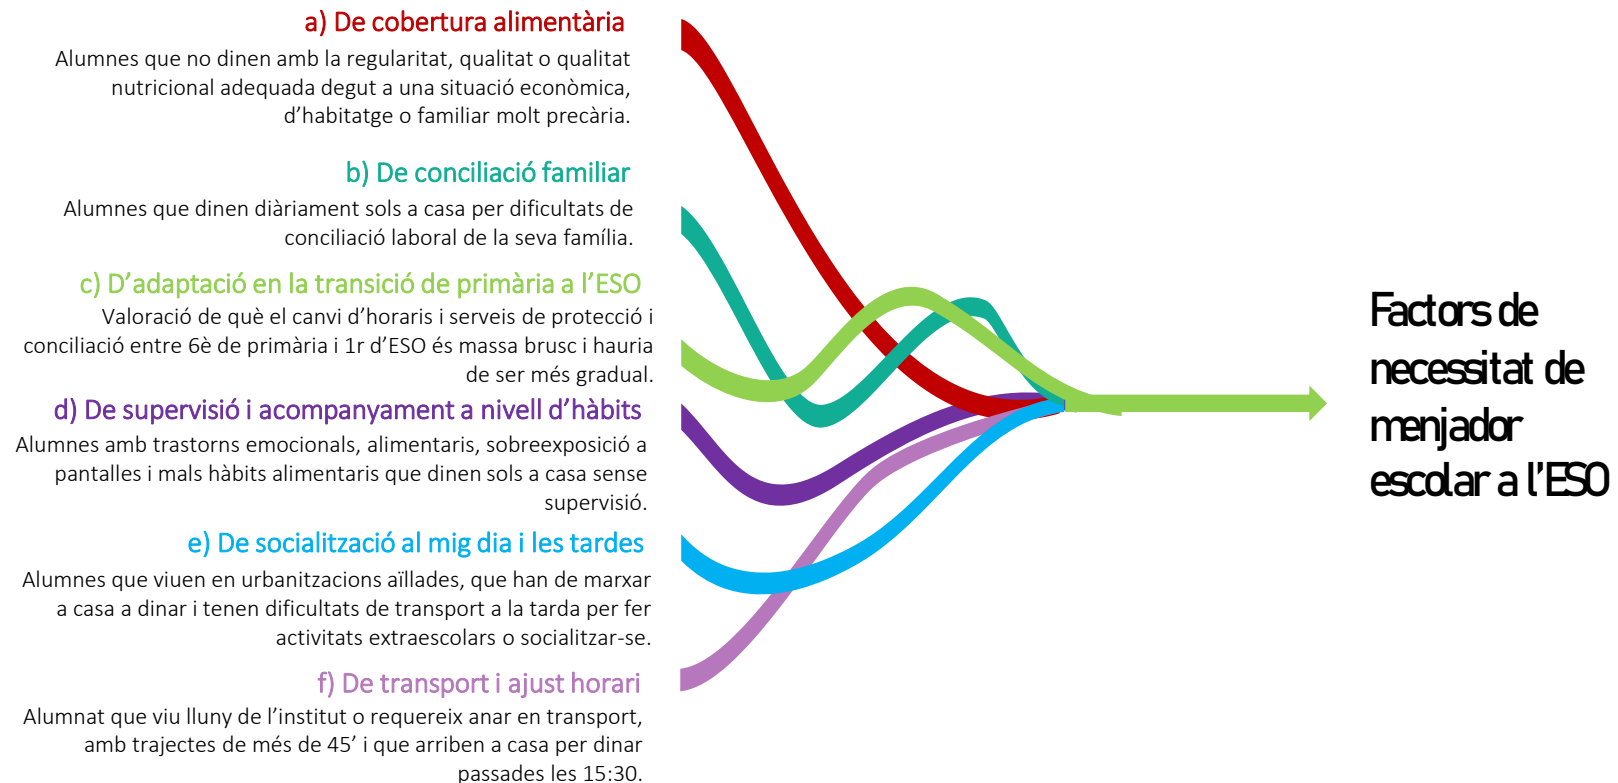 a) De cobertura alimentària
Alumnes que no dinen amb la regularitat, qualitat o qualitat
nutricional adequada degut a una situació econòmica,
d’habitatge o familiar molt precària.
b) De conciliació familiar
Alumnes que dinen diàriament sols a casa per dificultats de
conciliació laboral de la seva família.
c) D’adaptació en la transició de primària a l’ESO
Valoració de què el canvi d’horaris i serveis de protecció i
conciliació entre 6è de primària i 1r d’ESO és massa brusc i hauria
de ser més gradual.
d) De supervisió i acompanyament a nivell d’hàbits
Alumnes amb trastorns emocionals, alimentaris, sobreexposició a
pantalles i mals hàbits alimentaris que dinen sols a casa sense
supervisió.
e) De socialització al mig dia i les tardes
Alumnes que viuen en urbanitzacions aïllades, que han de marxar
a casa a dinar i tenen dificultats de transport a la tarda per fer
activitats extraescolars o socialitzar-se.
f) De transport i ajust horari
Alumnat que viu lluny de l’institut o requereix anar en transport,
amb trajectes de més de 45’ i que arriben a casa per dinar
passades les 15:30.
Factors de
necessitat de
menjador
escolar a l’ESO